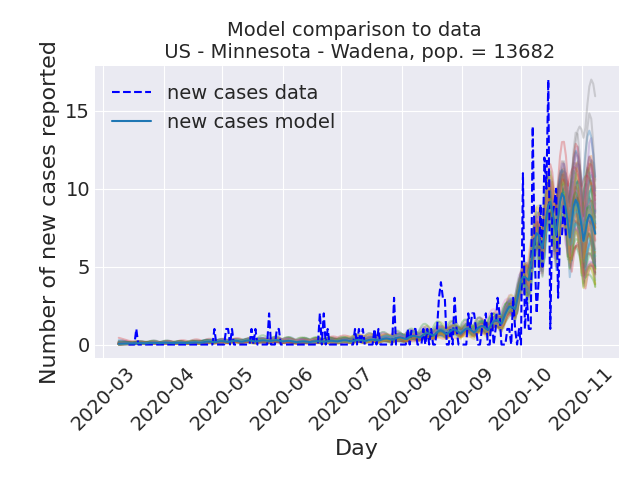 Model comparison to data
US - Minnesota - Wadena, pop. = 13682
new cases data
new cases model
Number of new cases reported
15
10
5
0
2020-03
2020-04
2020-05
2020-06
2020-07
2020-08
2020-09
2020-10
2020-11
Day